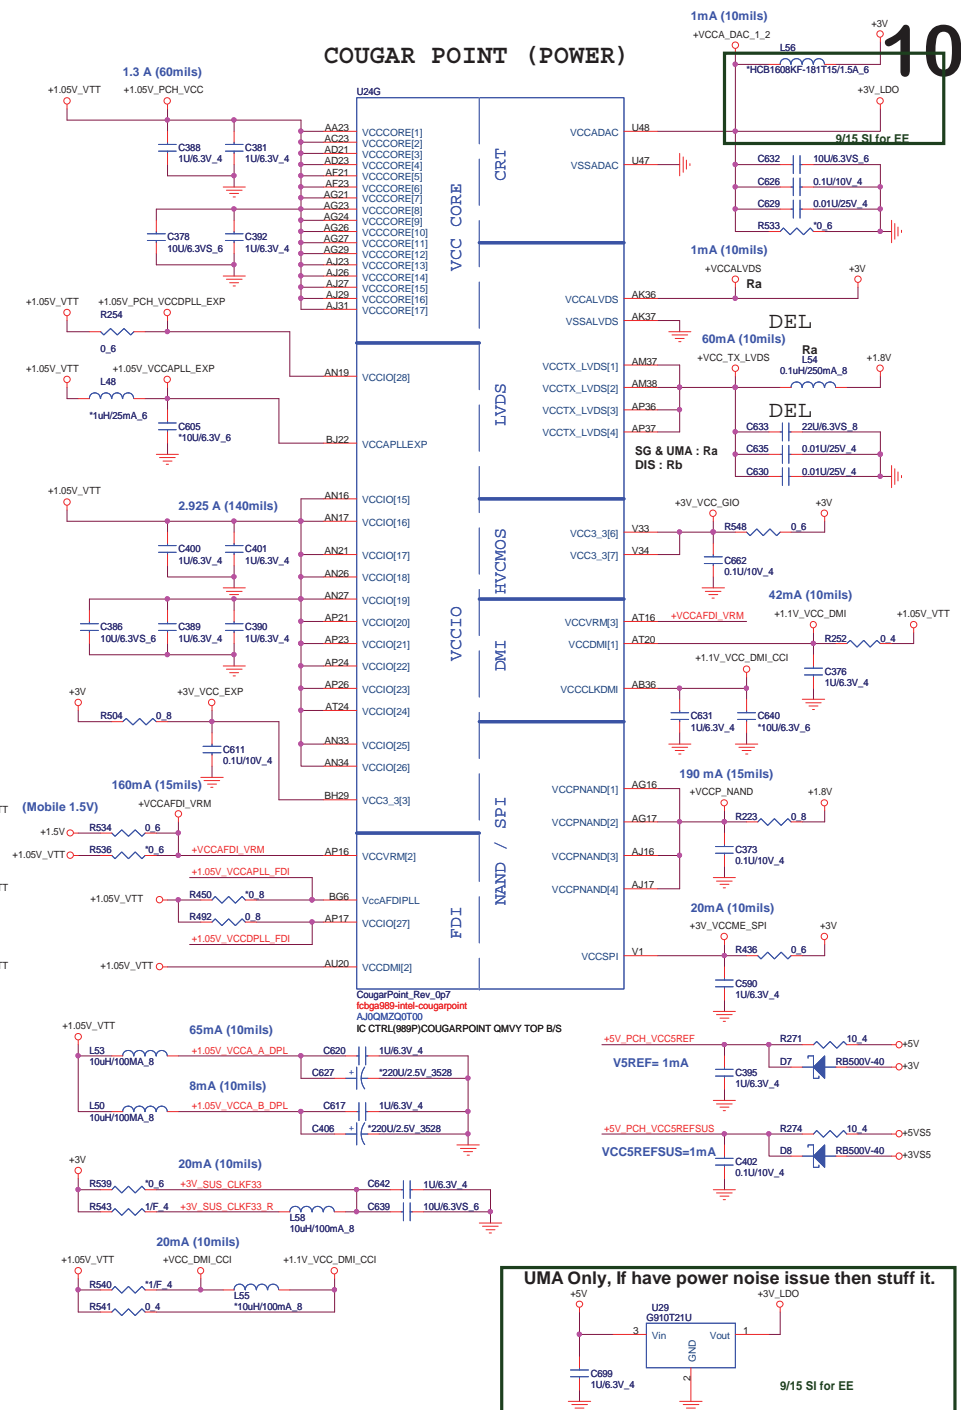 10
COUGAR POINT (POWER)
1mA (10mils)
+VCCA_DAC_1_2
+3V
L56
*HCB1608KF-181T15/1.5A_6
+3V_LDO
9/15 SI for EE
C632 10U/6.3VS_6
C626 0.1U/10V_4
C629 0.01U/25V_4
R533 *0_6
1.3 A (60mils)
+1.05V_VTT +1.05V_PCH_VCC
C388
1U/6.3V_4
C381
1U/6.3V_4
C378
10U/6.3VS_6
C392
1U/6.3V_4
U24G
AA23 VCCCORE[1]
AC23 VCCCORE[2]
AD21 VCCCORE[3]
AD23 VCCCORE[4]
AF21 VCCCORE[5]
AF23 VCCCORE[6]
AG21 VCCCORE[7]
AG23 VCCCORE[8]
AG24 VCCCORE[9]
AG26 VCCCORE[10]
AG27 VCCCORE[11]
AG29 VCCCORE[12]
AJ23 VCCCORE[13]
AJ26 VCCCORE[14]
AJ27 VCCCORE[15]
AJ29 VCCCORE[16]
AJ31 VCCCORE[17]
VCC CORE
CRT
VCCADAC U48
VSSADAC U47
1mA (10mils)
+VCCALVDS
+3V
Ra
VCCALVDS AK36
VSSALVDS AK37
DEL
60mA (10mils)
+VCC_TX_LVDS
Ra
L54
0.1uH/250mA_8
+1.8V
DEL
VCCTX_LVDS[1] AM37
VCCTX_LVDS[2] AM38
VCCTX_LVDS[3] AP36
VCCTX_LVDS[4] AP37
LVDS
SG & UMA : Ra
DIS : Rb
C633 22U/6.3VS_8
C635 0.01U/25V_4
C630 0.01U/25V_4
+1.05V_VTT +1.05V_PCH_VCCDPLL_EXP
R254
0_6
AN19 VCCIO[28]
+1.05V_VTT +1.05V_VCCAPLL_EXP
L48
*1uH/25mA_6
C605
*10U/6.3V_6
BJ22 VCCAPLLEXP
+1.05V_VTT
2.925 A (140mils)
C400
1U/6.3V_4
C401
1U/6.3V_4
C386
10U/6.3VS_6
C389
1U/6.3V_4
C390
1U/6.3V_4
AN16 VCCIO[15]
AN17 VCCIO[16]
AN21 VCCIO[17]
AN26 VCCIO[18]
AN27 VCCIO[19]
AP21 VCCIO[20]
AP23 VCCIO[21]
AP24 VCCIO[22]
AP26 VCCIO[23]
AT24 VCCIO[24]
AN33 VCCIO[25]
AN34 VCCIO[26]
VCCIO
HVCMOS
VCC3_3[6] V33
VCC3_3[7] V34
+3V_VCC_GIO
+3V
R548 0_6
C662
0.1U/10V_4
42mA (10mils)
+1.1V_VCC_DMI
+1.05V_VTT
DMI
VCCVRM[3] AT16 +VCCAFDI_VRM
VCCDMI[1] AT20
R252 0_4
C376
1U/6.3V_4
+1.1V_VCC_DMI_CCI
VCCCLKDMI AB36
C631
1U/6.3V_4
C640
*10U/6.3V_6
+3V
+3V_VCC_EXP
R504 0_8
C611
0.1U/10V_4
BH29 VCC3_3[3]
160mA (15mils)
(Mobile 1.5V) +VCCAFDI_VRM
+1.5V R534 0_6
+1.05V_VTT R536 *0_6
+VCCAFDI_VRM AP16 VCCVRM[2]
+1.05V_VCCAPLL_FDI
+1.05V_VTT R450 *0_8
BG6 VccAFDIPLL
R492 0_8
AP17 VCCIO[27]
+1.05V_VCCDPLL_FDI
+1.05V_VTT AU20 VCCDMI[2]
TT
TT
TT
FDI
NAND / SPI
190 mA (15mils)
+VCCP_NAND
+1.8V
VCCPNAND[1] AG16
VCCPNAND[2] AG17
VCCPNAND[3] AJ16
VCCPNAND[4] AJ17
R223 0_8
C373
0.1U/10V_4
20mA (10mils)
+3V_VCCME_SPI
+3V
VCCSPI V1
R436 0_6
C590
1U/6.3V_4
CougarPoint_Rev_0p7
fcbga989-intel-cougarpoint
AJ0QMZQ0T00
IC CTRL(989P)COUGARPOINT QMVY TOP B/S
+1.05V_VTT
65mA (10mils)
L53
10uH/100MA_8
+1.05V_VCCA_A_DPL
C620 1U/6.3V_4
C627 + *220U/2.5V_3528
8mA (10mils)
L50
10uH/100MA_8
+1.05V_VCCA_B_DPL
C617 1U/6.3V_4
C406 + *220U/2.5V_3528
+5V_PCH_VCC5REF
R271 10_4 +5V
D7 RB500V-40 +3V
V5REF= 1mA
C395
1U/6.3V_4
+5V_PCH_VCC5REFSUS
R274 10_4 +5VS5
D8 RB500V-40 +3VS5
VCC5REFSUS=1mA
C402
0.1U/10V_4
+3V
20mA (10mils)
R539 *0_6 +3V_SUS_CLKF33
R543 1/F_4 +3V_SUS_CLKF33_R
L58
10uH/100mA_8
C642 1U/6.3V_4
C639 10U/6.3VS_6
20mA (10mils)
+1.05V_VTT +VCC_DMI_CCI +1.1V_VCC_DMI_CCI
R540 *1/F_4
L55
*10uH/100mA_8
R541 0_4
UMA Only, If have power noise issue then stuff it.
+5V
+3V_LDO
U29
G910T21U
3 Vin Vout 1
GND
2
C699
1U/6.3V_4
9/15 SI for EE